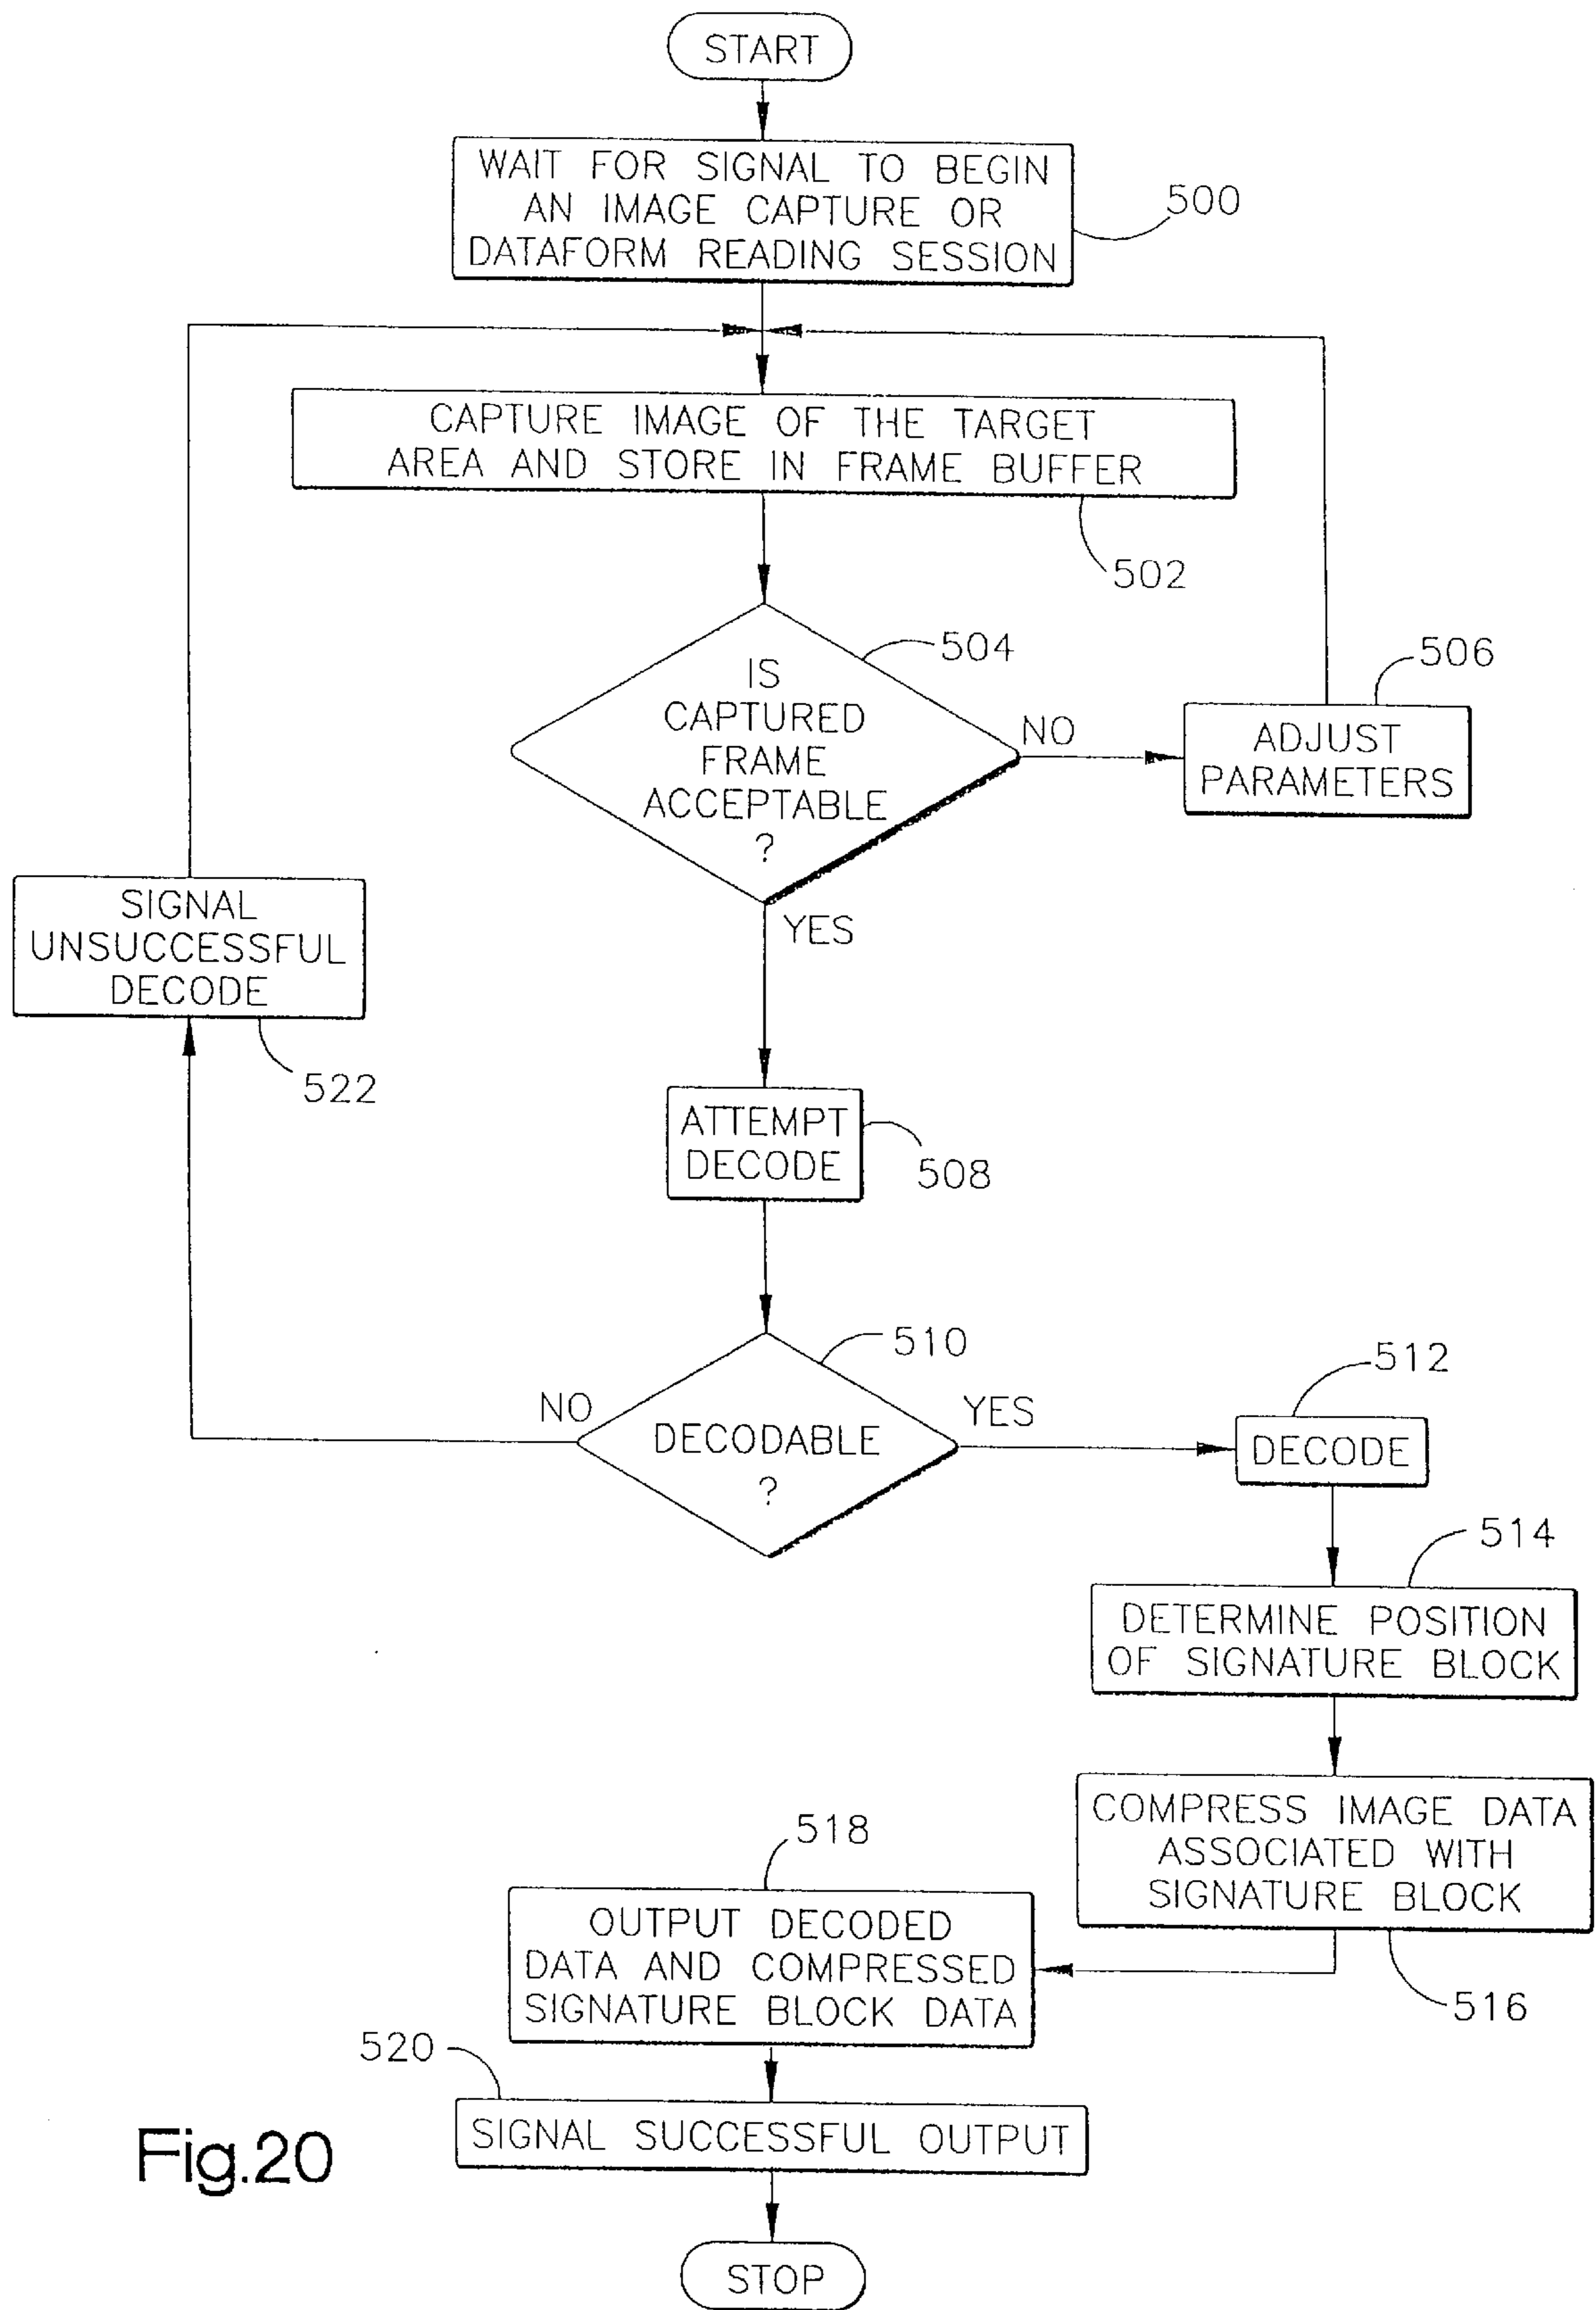 START
WAIT FOR SIGNAL TO BEGIN
AN IMAGE CAPTURE OR
DATAFORM READING SESSION
500
CAPTURE IMAGE OF THE TARGET
AREA AND STORE IN FRAME BUFFER
502
504
IS
CAPTURED
FRAME
ACCEPTABLE
?
NO
506
ADJUST
PARAMETERS
YES
SIGNAL
UNSUCCESSFUL
DECODE
522
ATTEMPT
DECODE
508
510
NO
DECODABLE
?
YES
512
DECODE
514
DETERMINE POSITION
OF SIGNATURE BLOCK
COMPRESS IMAGE DATA
ASSOCIATED WITH
SIGNATURE BLOCK
516
518
OUTPUT DECODED
DATA AND COMPRESSED
SIGNATURE BLOCK DATA
520
SIGNAL SUCCESSFUL OUTPUT
STOP
Fig.20